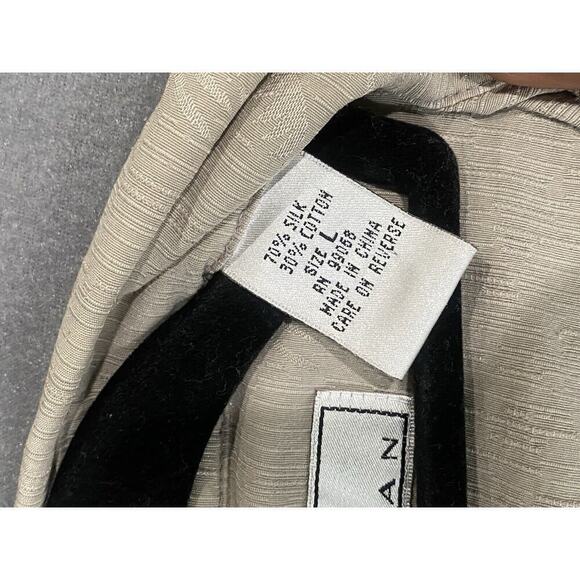 70% SILK
30% COTTON
SIZE L
RN 99068
MADE IN CHINA
CARE ON REVERSE
AN